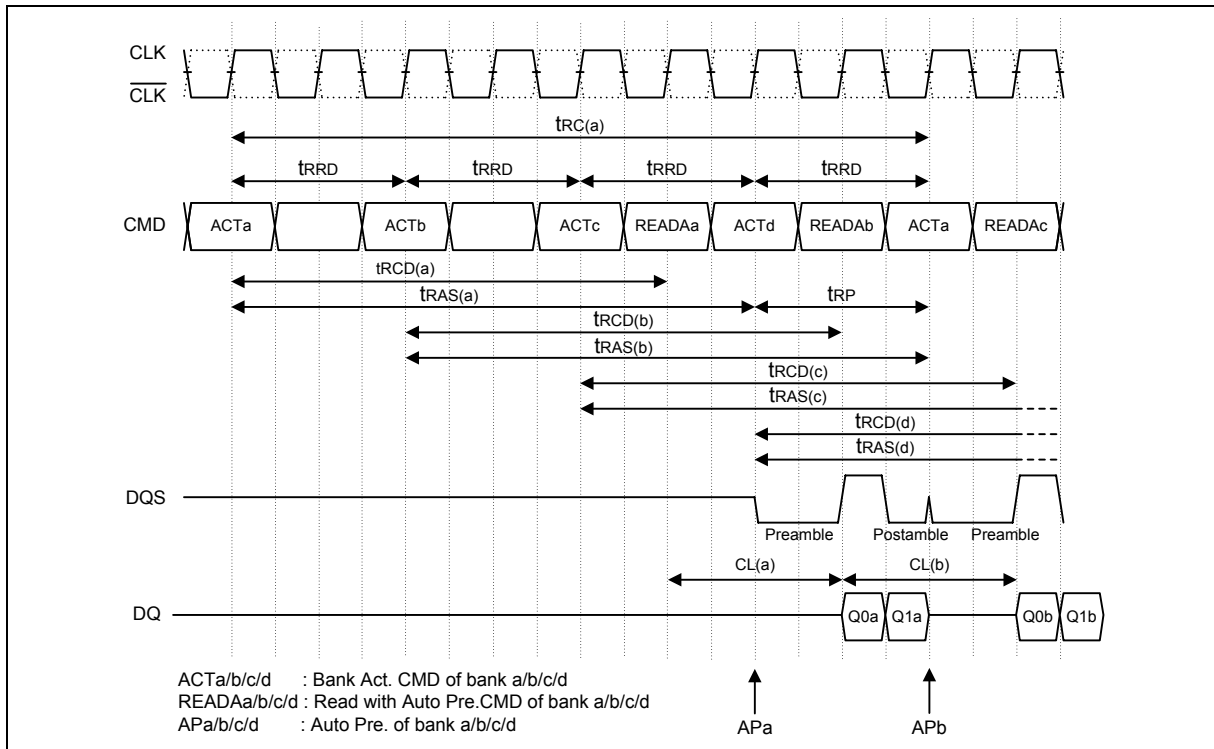 CLK
CLK
tRC(a)
tRRD tRRD tRRD tRRD
CMD ACTa ACTb ACTc READAa ACTd READAb ACTa READAc
tRCD(a)
tRAS(a) tRP
tRCD(b)
tRAS(b)
tRCD(c)
tRAS(c)
tRCD(d)
tRAS(d)
DQS
Preamble Postamble Preamble
CL(a) CL(b)
DQ Q0a Q1a Q0b Q1b
ACTa/b/c/d : Bank Act. CMD of bank a/b/c/d
READAa/b/c/d : Read with Auto Pre.CMD of bank a/b/c/d
APa/b/c/d : Auto Pre. of bank a/b/c/d
APa APb